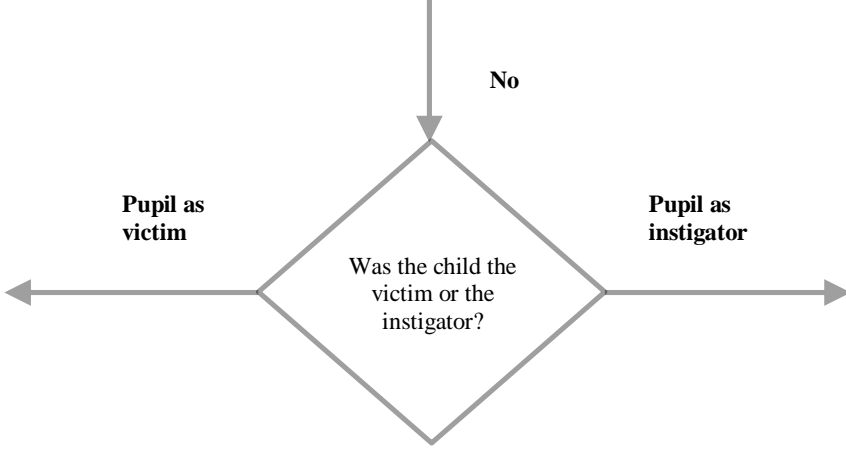 No
Pupil as
victim
Pupil as
instigator
Was the child the
victim or the
instigator?